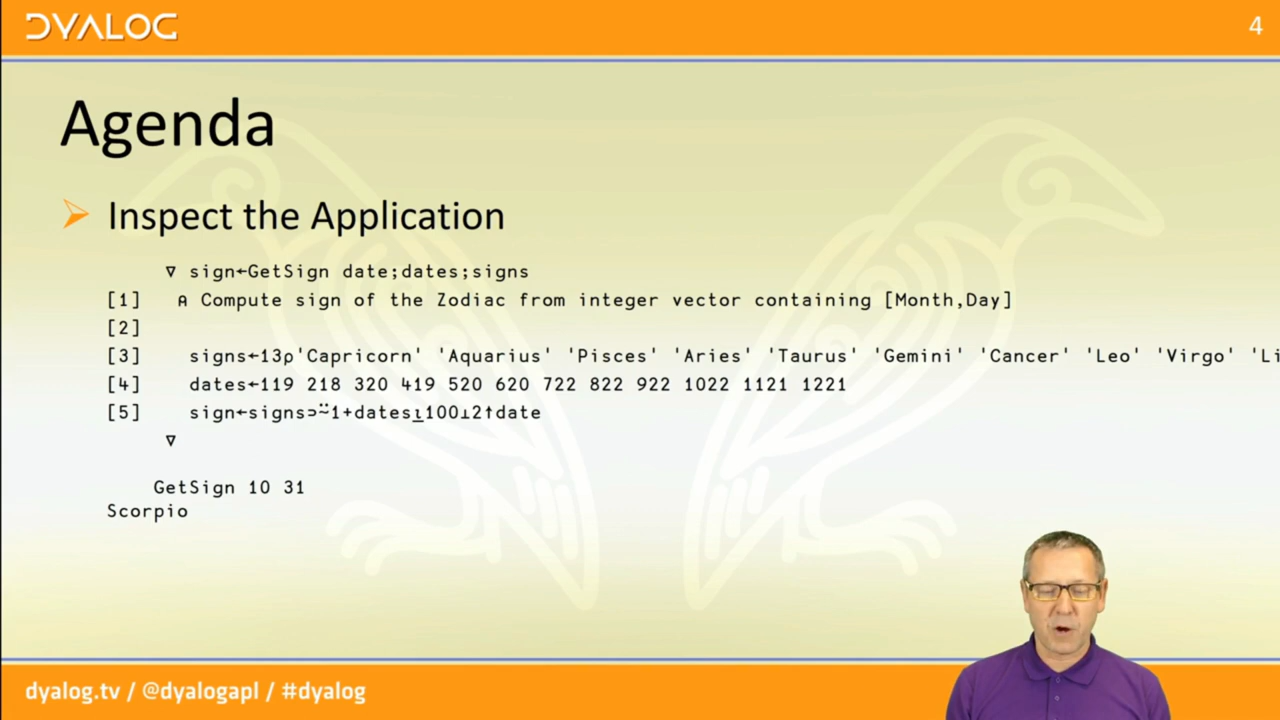 DYALOG
4
Agenda
Inspect the Application
∇ sign←GetSign date;dates;signs
[1] ⍝ Compute sign of the Zodiac from integer vector containing [Month,Day]
[2]
[3] signs←13⍴'Capricorn' 'Aquarius' 'Pisces' 'Aries' 'Taurus' 'Gemini' 'Cancer' 'Leo' 'Virgo' 'Li
[4] dates←119 218 320 419 520 620 722 822 922 1022 1121 1221
[5] sign←signs⊃⍨1+dates⍸100⊥2↑date
∇
GetSign 10 31
Scorpio
dyalog.tv / @dyalogapl / #dyalog